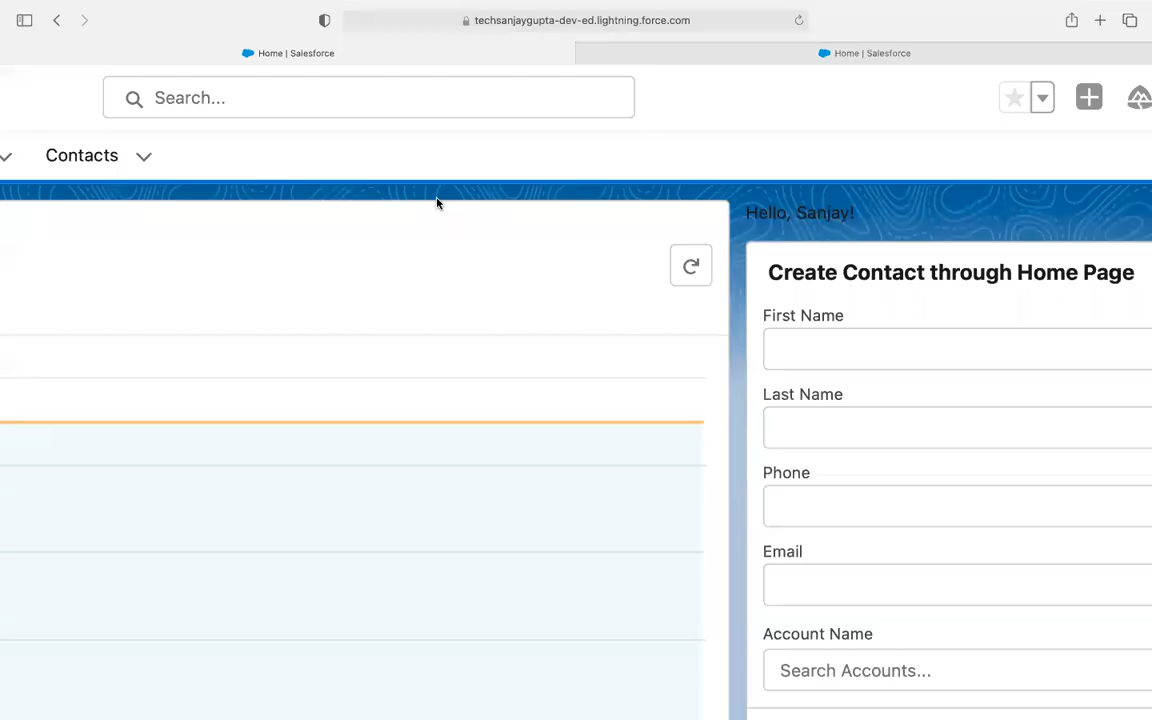 techsanjaygupta-dev-ed.lightning.force.com
Home | Salesforce
Home | Salesforce
Search...
Contacts
Hello, Sanjay!
Create Contact through Home Page
First Name
Last Name
Phone
Email
Account Name
Search Accounts...